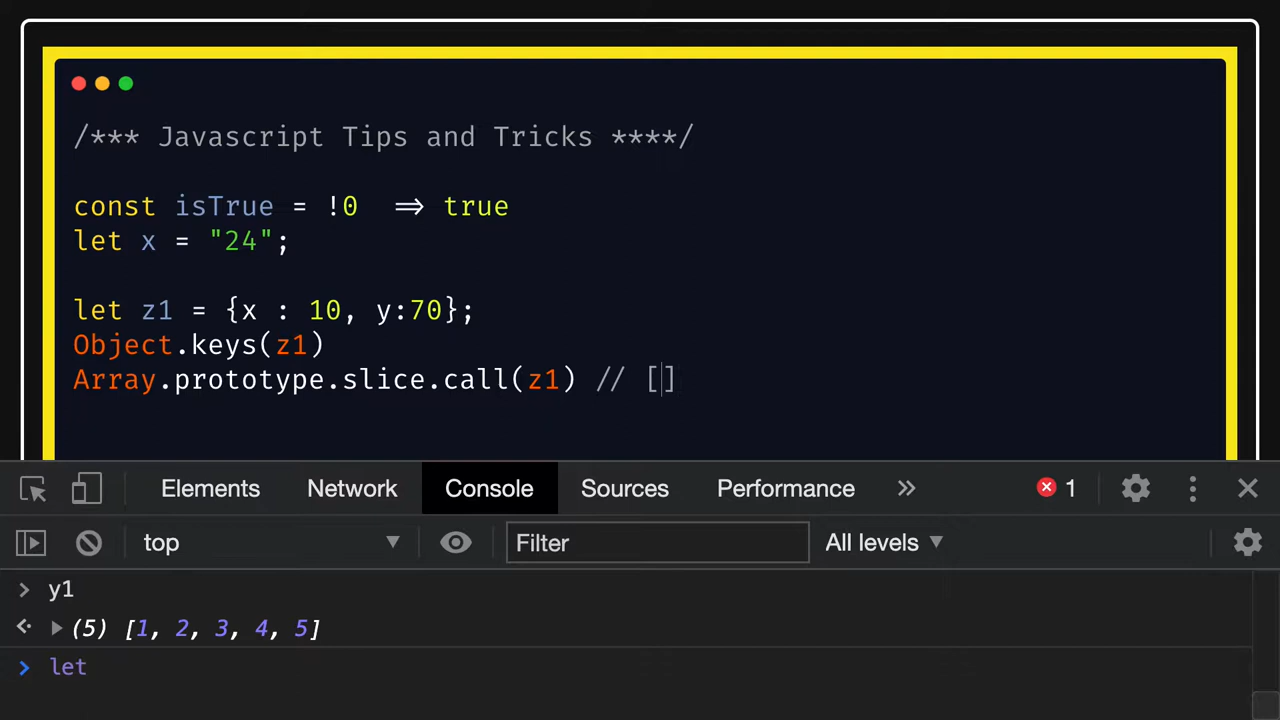 /*** Javascript Tips and Tricks ****/
const isTrue = !0 => true
let x = "24";
let z1 = {x : 10, y:70};
Object.keys(z1)
Array.prototype.slice.call(z1) // []
Elements Network Console Sources Performance » 1
top Filter All levels
> y1
(5) [1, 2, 3, 4, 5]
> let